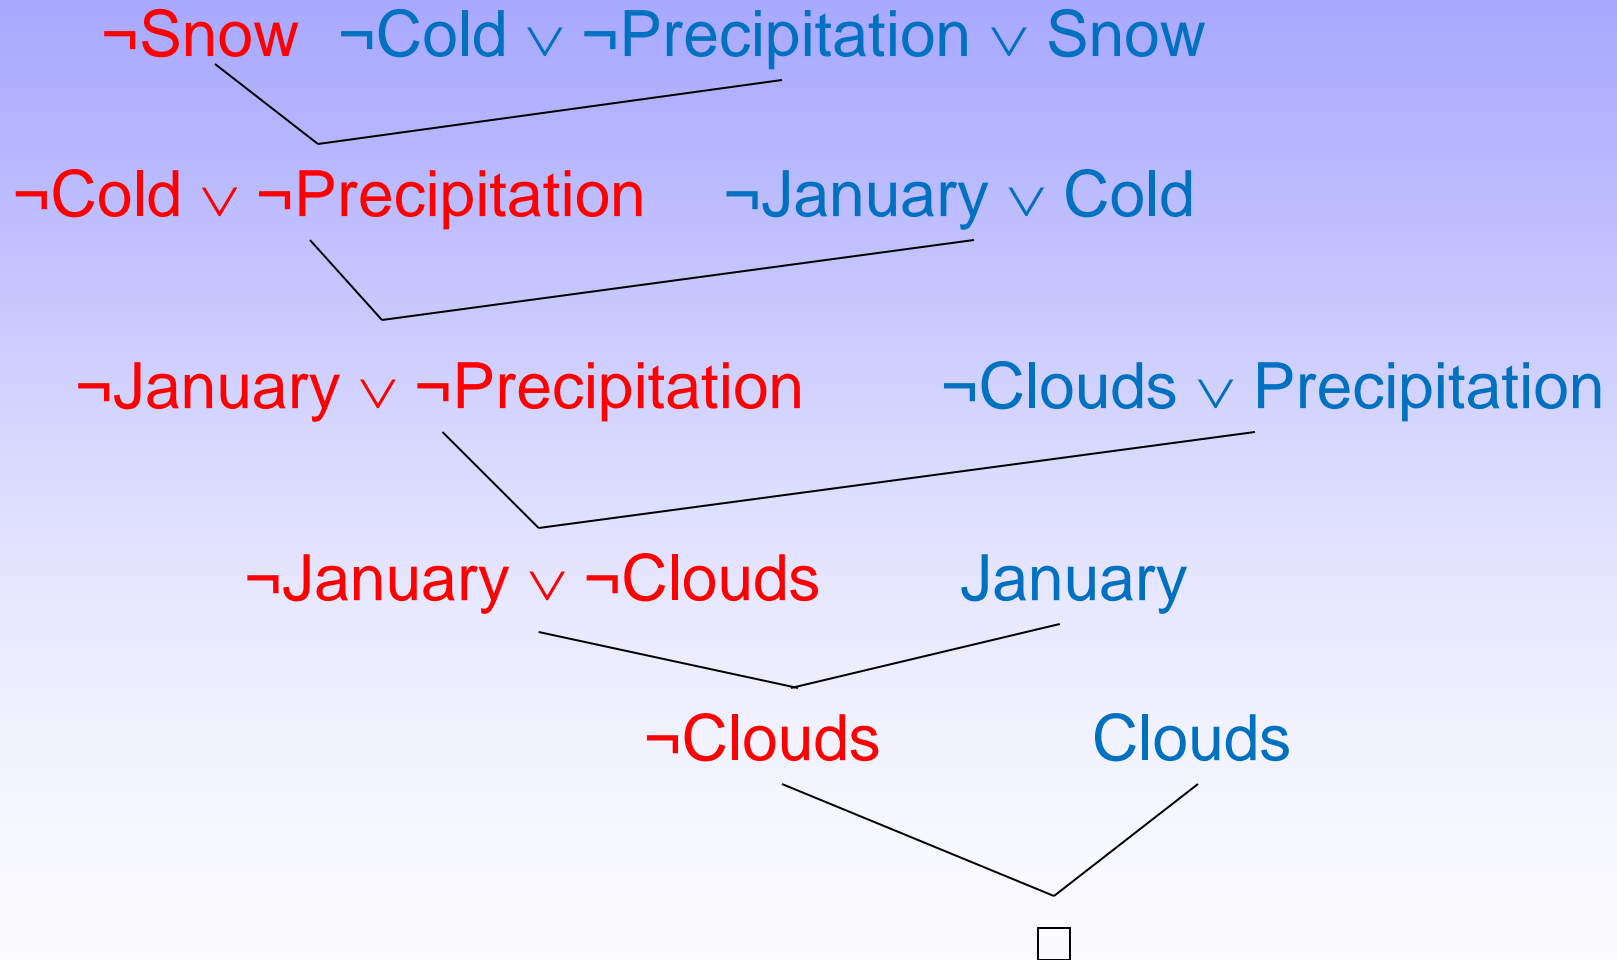 ¬Snow ¬Cold ∨ ¬Precipitation ∨ Snow
¬Cold ∨ ¬Precipitation ¬January ∨ Cold
¬January ∨ ¬Precipitation ¬Clouds ∨ Precipitation
¬January ∨ ¬Clouds January
¬Clouds Clouds
□